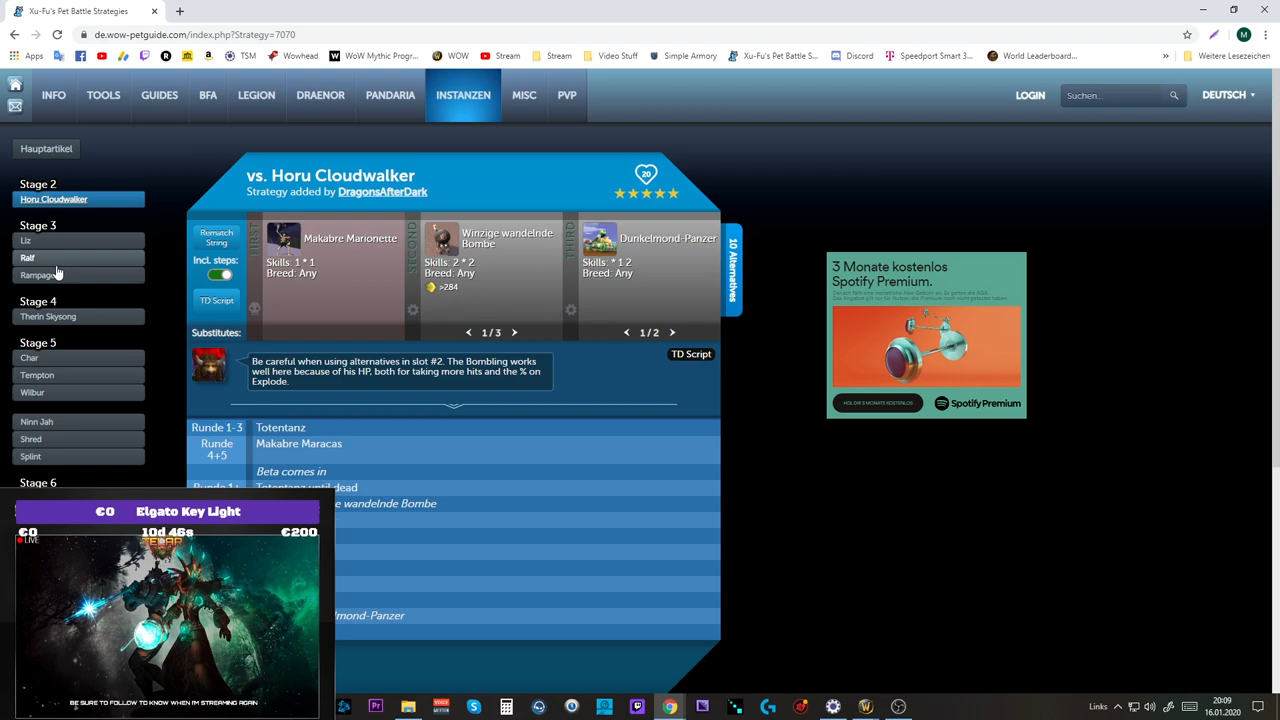 Xu-Fu's Pet Battle Strategies
de.wow-petguide.com/index.php?Strategy=7070
Apps
TSM
Wowhead
WoW Mythic Progr...
WOW
Stream
Stream
Video Stuff
Simple Armory
Xu-Fu's Pet Battle S...
Discord
Speedport Smart 3...
World Leaderboard...
Weitere Lesezeichen
INFO
TOOLS
GUIDES
BFA
LEGION
DRAENOR
PANDARIA
INSTANZEN
MISC
PVP
LOGIN
Suchen...
DEUTSCH
Hauptartikel
Stage 2
Horu Cloudwalker
Stage 3
Liz
Ralf
Rampage
Stage 4
Therin Skysong
Stage 5
Char
Tempton
Wilbur
Ninn Jah
Shred
Splint
Stage 6
vs. Horu Cloudwalker
Strategy added by DragonsAfterDark
20
Rematch
String
Incl. steps:
TD Script
Substitutes:
FIRST
Makabre Marionette
Skills: 1 * 1
Breed: Any
SECOND
Winzige wandelnde
Bombe
Skills: 2 * 2
Breed: Any
>284
1/3
THIRD
Dunkelmond-Panzer
Skills: * 1 2
Breed: Any
1/2
10 Alternatives
Be careful when using alternatives in slot #2. The Bombling works
well here because of his HP, both for taking more hits and the % on
Explode.
TD Script
Runde 1-3 Totentanz
Runde
4+5
Makabre Maracas
Beta comes in
Runde 1+ Totentanz until dead
e wandelnde Bombe
lmond-Panzer
3 Monate kostenlos
Spotify Premium.
HOL DIR 3 MONATE KOSTENLOS
Spotify Premium
€0 Elgato Key Light
€0 10d 46s €200
LIVE
BE SURE TO FOLLOW TO KNOW WHEN I'M STREAMING AGAIN
Links
20:09
16.01.2020